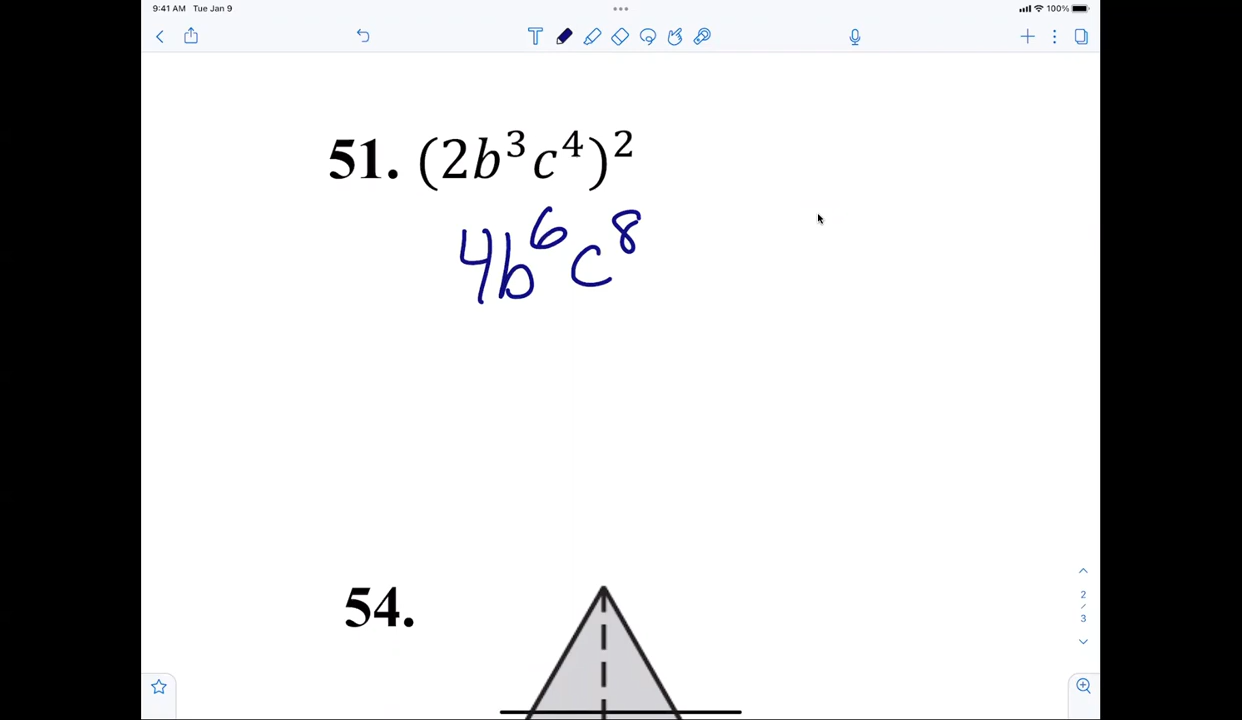 9:41 AM Tue Jan 9
100%
T
51. (2b³c⁴)²
4b⁶c⁸
2
/
3
54.